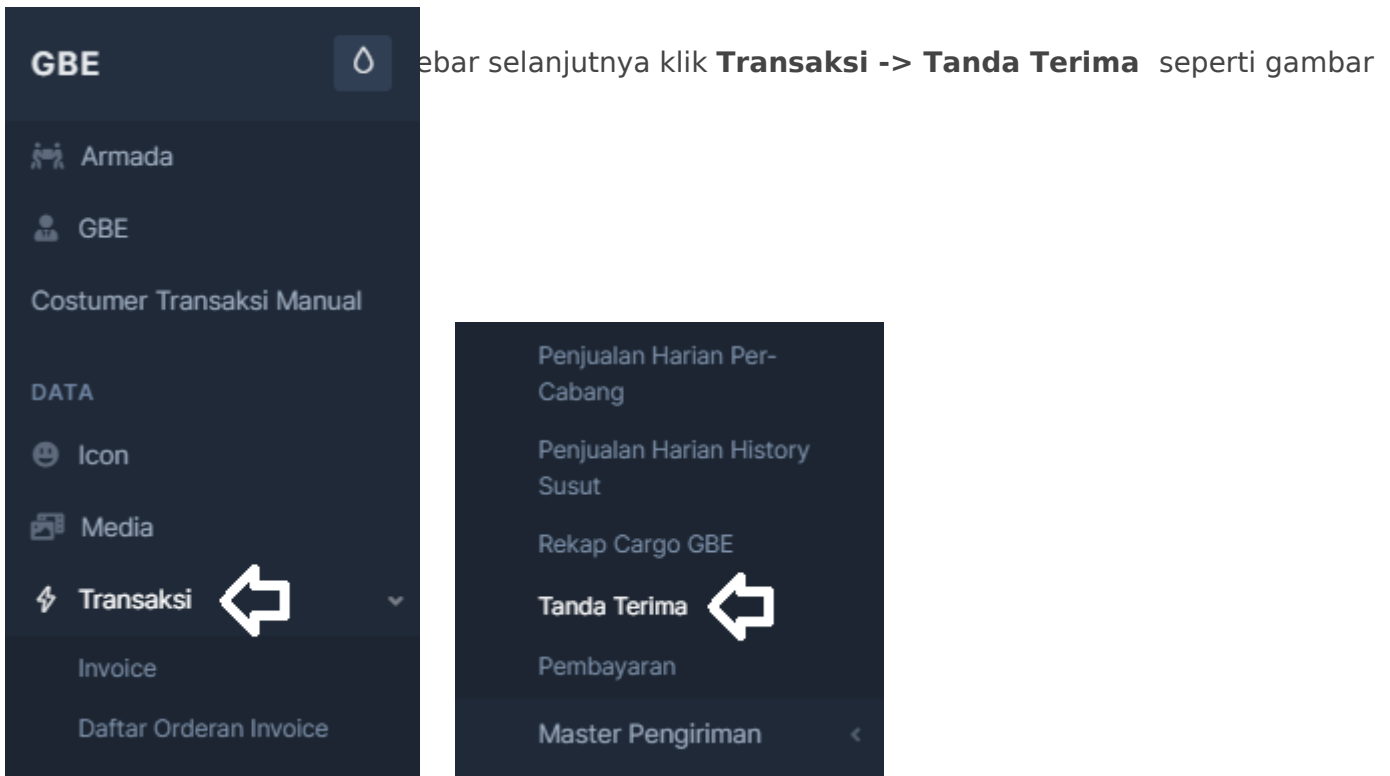 GBE
ebar selanjutnya klik Transaksi -> Tanda Terima seperti gambar
Armada
GBE
Costumer Transaksi Manual
DATA
Icon
Media
Transaksi
Invoice
Daftar Orderan Invoice
Penjualan Harian Per-
Cabang
Penjualan Harian History
Susut
Rekap Cargo GBE
Tanda Terima
Pembayaran
Master Pengiriman